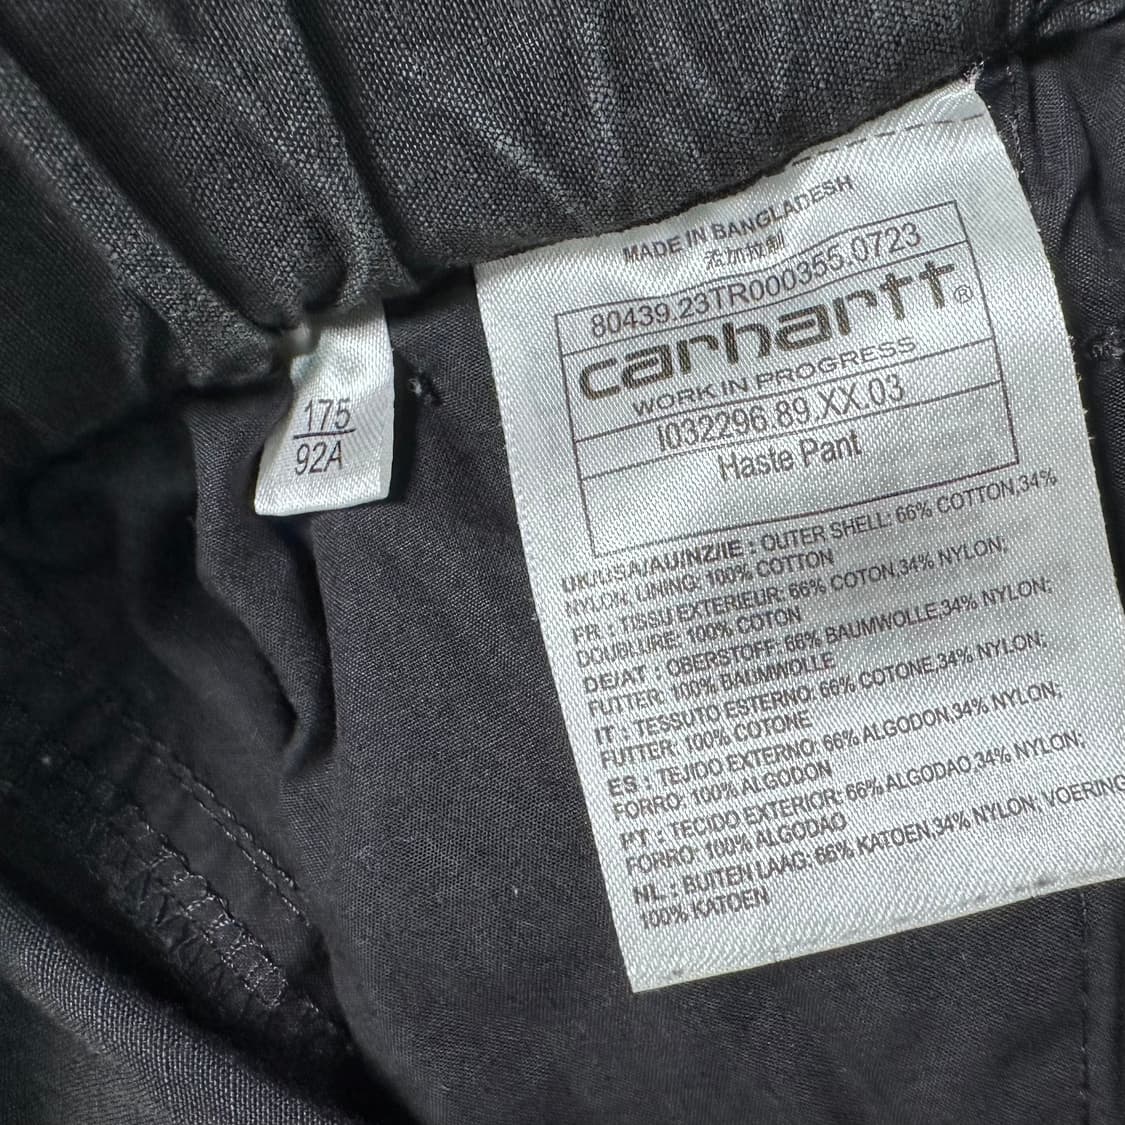 MADE IN BANGLADESH
80439.23TR000355.0723
carhartt®
WORK IN PROGRESS
I032296.89.XX.03
Haste Pant
175
92A
UK/USA/AU/NZ/IE : OUTER SHELL: 66% COTTON,34%
NYLON; LINING: 100% COTTON
FR : TISSU EXTERIEUR: 66% COTON,34% NYLON;
DOUBLURE: 100% COTON
DE/AT : OBERSTOFF: 66% BAUMWOLLE,34% NYLON;
FUTTER: 100% BAUMWOLLE
IT : TESSUTO ESTERNO: 66% COTONE,34% NYLON;
FUTTER: 100% COTONE
ES : TEJIDO EXTERNO: 66% ALGODON,34% NYLON;
FORRO: 100% ALGODON
PT : TECIDO EXTERIOR: 66% ALGODAO,34% NYLON;
FORRO: 100% ALGODAO
NL : BUITEN LAAG: 66% KATOEN,34% NYLON; VOERING
100% KATOEN